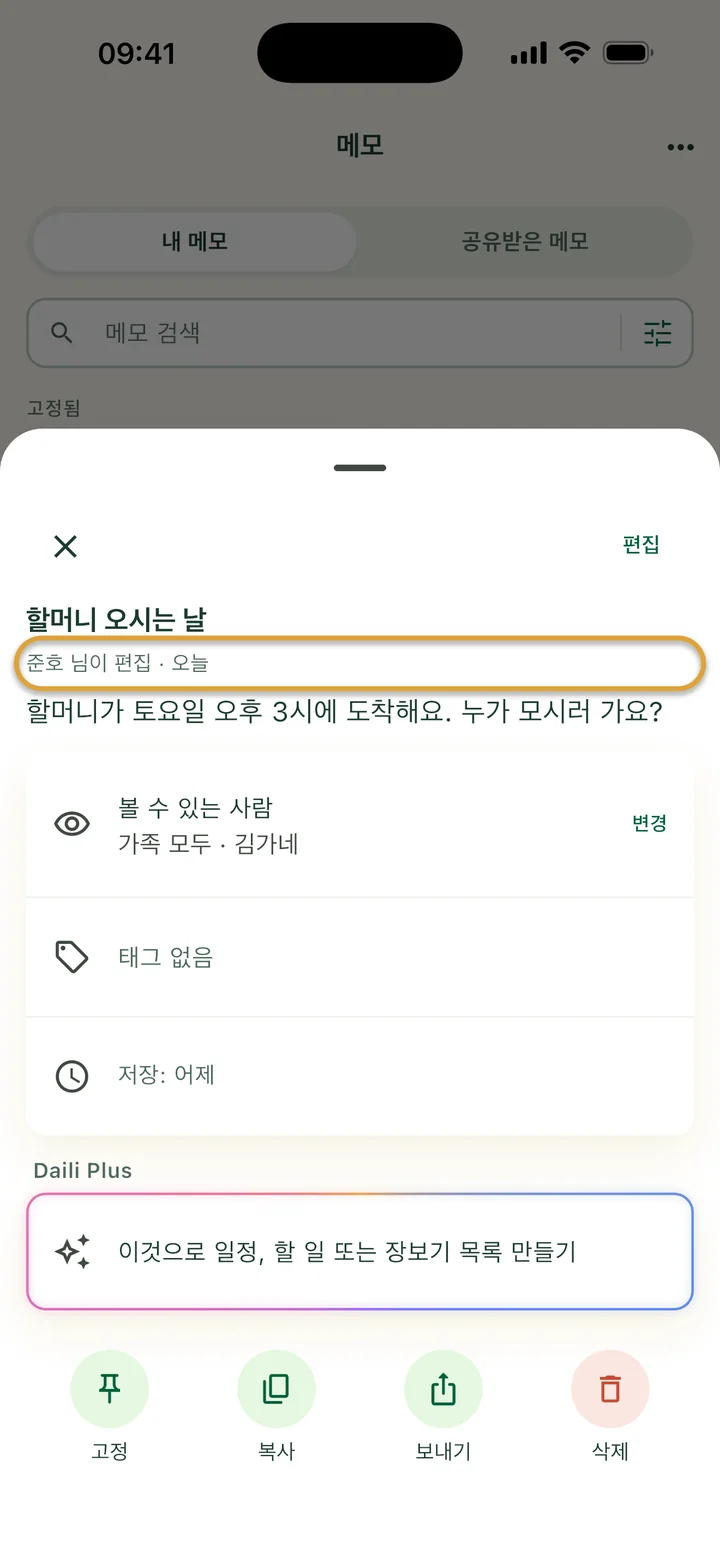 09:41
메모
내 메모
공유받은 메모
메모 검색
고정됨
편집
할머니 오시는 날
준호 님이 편집 · 오늘
할머니가 토요일 오후 3시에 도착해요. 누가 모시러 가요?
볼 수 있는 사람
가족 모두 · 김가네
변경
태그 없음
저장: 어제
Daili Plus
이것으로 일정, 할 일 또는 장보기 목록 만들기
고정
복사
보내기
삭제